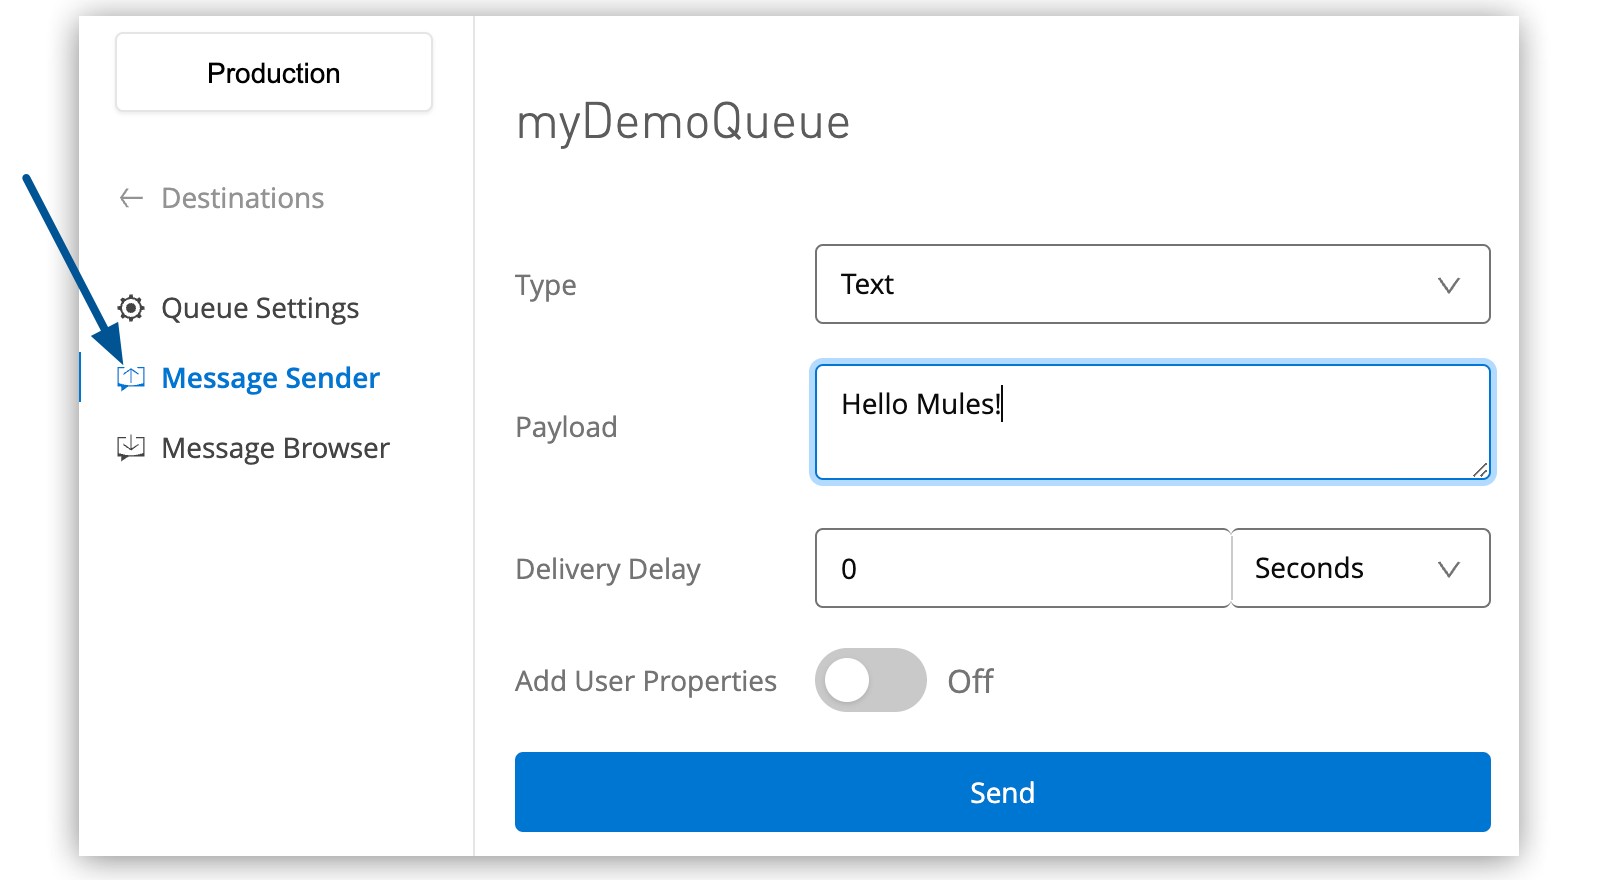 Production
Destinations
Queue Settings
Message Sender
Message Browser
myDemoQueue
Type
Text
Payload
Hello Mules!
Delivery Delay
0
Seconds
Add User Properties
Off
Send